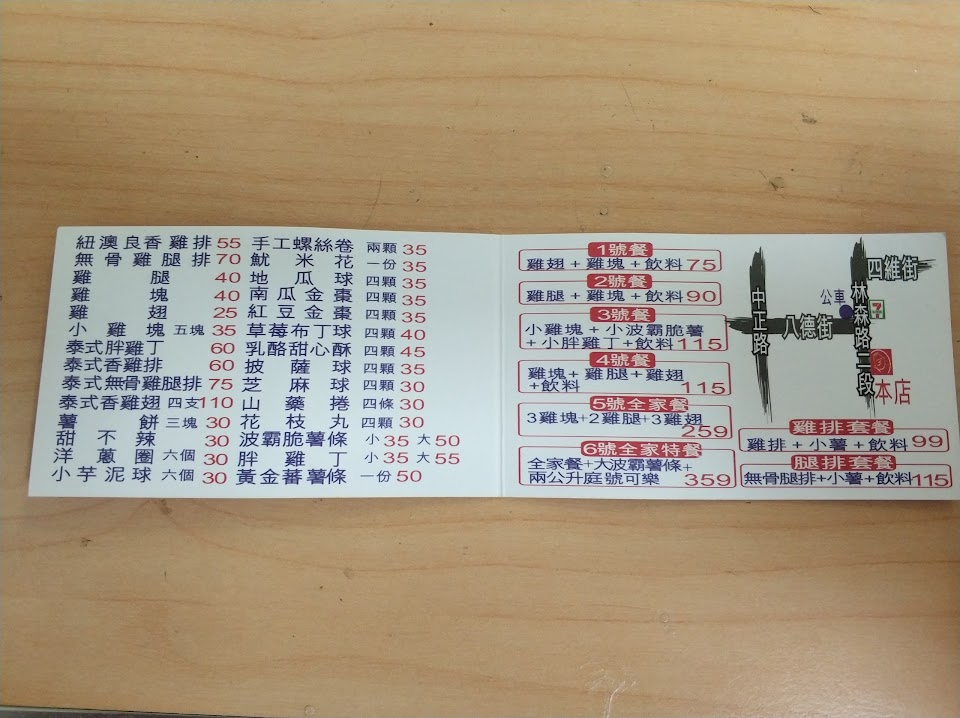 紐澳良香雞排 55
無骨雞腿排 70
雞腿 40
雞塊 40
雞翅 25
小雞塊 五塊 35
泰式胖雞丁 60
泰式香雞排 60
泰式無骨雞腿排 75
泰式香雞翅 四支 110
薯餅 三塊 30
甜不辣 30
洋蔥圈 六個 30
小芋泥球 六個 30
手工螺絲卷 兩顆 35
魷米花 一份 35
地瓜球 四顆 35
南瓜金棗 四顆 35
紅豆金棗 四顆 35
草莓布丁球 四顆 40
乳酪甜心酥 四顆 45
披薩球 四顆 35
芝麻球 四顆 30
山藥捲 四條 30
花枝丸 四顆 30
波霸脆薯條 小 35 大 50
胖雞丁 小 35 大 55
黃金蕃薯條 一份 50
1號餐
雞翅+雞塊+飲料 75
2號餐
雞腿+雞塊+飲料 90
3號餐
小雞塊+小波霸脆薯
+小胖雞丁+飲料 115
4號餐
雞塊+雞腿+雞翅
+飲料 115
5號全家餐
3雞塊+2雞腿+3雞翅
259
6號全家特餐
全家餐+大波霸薯條+
兩公升庭號可樂 359
中正路
八德街
公車
林森路二段
四維街
7
本店
雞排套餐
雞排+小薯+飲料 99
腿排套餐
無骨腿排+小薯+飲料 115